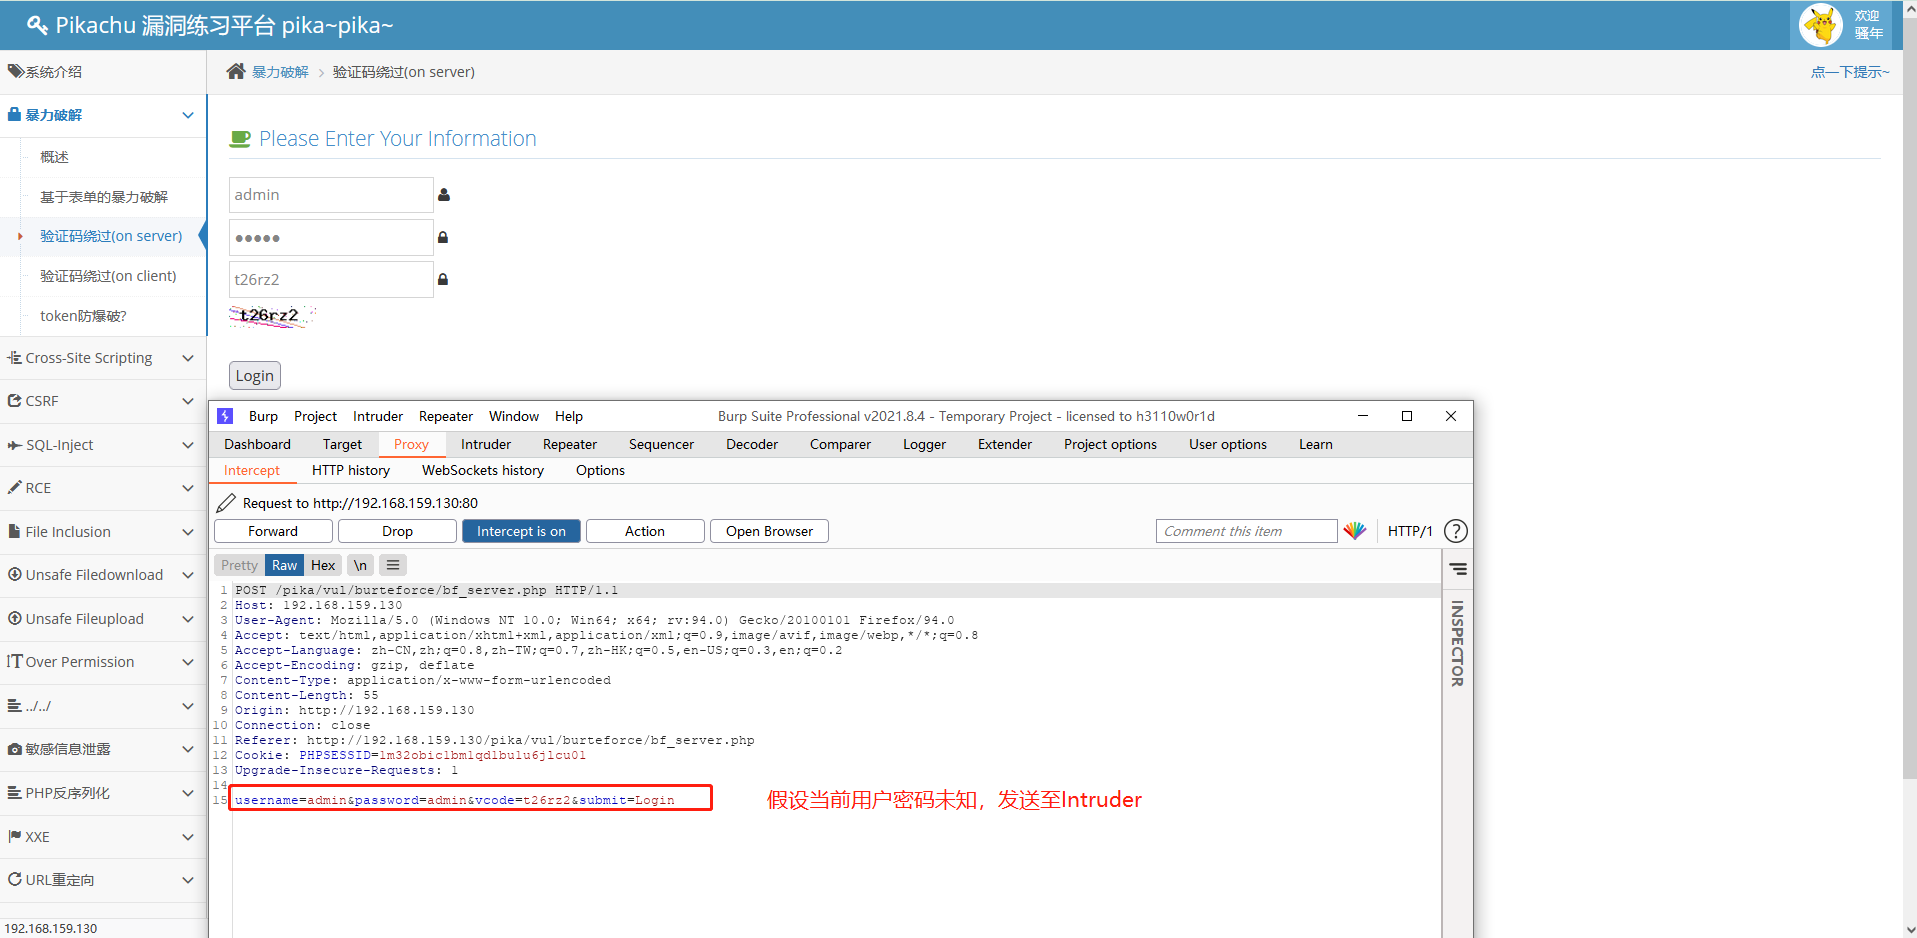 Pikachu 漏洞练习平台 pika~pika~
欢迎
骚年
系统介绍
暴力破解 › 验证码绕过(on server)
点一下提示~
暴力破解
概述
基于表单的暴力破解
验证码绕过(on server)
验证码绕过(on client)
token防爆破?
Cross-Site Scripting
CSRF
SQL-Inject
RCE
File Inclusion
Unsafe Filedownload
Unsafe Fileupload
Over Permission
../../
敏感信息泄露
PHP反序列化
XXE
URL重定向
192.168.159.130
Please Enter Your Information
admin
●●●●●
t26rz2
t26rz2
Login
Burp Project Intruder Repeater Window Help
Burp Suite Professional v2021.8.4 - Temporary Project - licensed to h3110w0r1d
Dashboard Target Proxy Intruder Repeater Sequencer Decoder Comparer Logger Extender Project options User options Learn
Intercept HTTP history WebSockets history Options
Request to http://192.168.159.130:80
Forward Drop Intercept is on Action Open Browser Comment this item HTTP/1 ?
Pretty Raw Hex \n
INSPECTOR
1 POST /pika/vul/burteforce/bf_server.php HTTP/1.1
2 Host: 192.168.159.130
3 User-Agent: Mozilla/5.0 (Windows NT 10.0; Win64; x64; rv:94.0) Gecko/20100101 Firefox/94.0
4 Accept: text/html,application/xhtml+xml,application/xml;q=0.9,image/avif,image/webp,*/*;q=0.8
5 Accept-Language: zh-CN,zh;q=0.8,zh-TW;q=0.7,zh-HK;q=0.5,en-US;q=0.3,en;q=0.2
6 Accept-Encoding: gzip, deflate
7 Content-Type: application/x-www-form-urlencoded
8 Content-Length: 55
9 Origin: http://192.168.159.130
10 Connection: close
11 Referer: http://192.168.159.130/pika/vul/burteforce/bf_server.php
12 Cookie: PHPSESSID=
13 Upgrade-Insecure-Requests: 1
14
15 username=admin&password=admin&vcode=t26rz2&submit=Login
假设当前用户密码未知，发送至Intruder